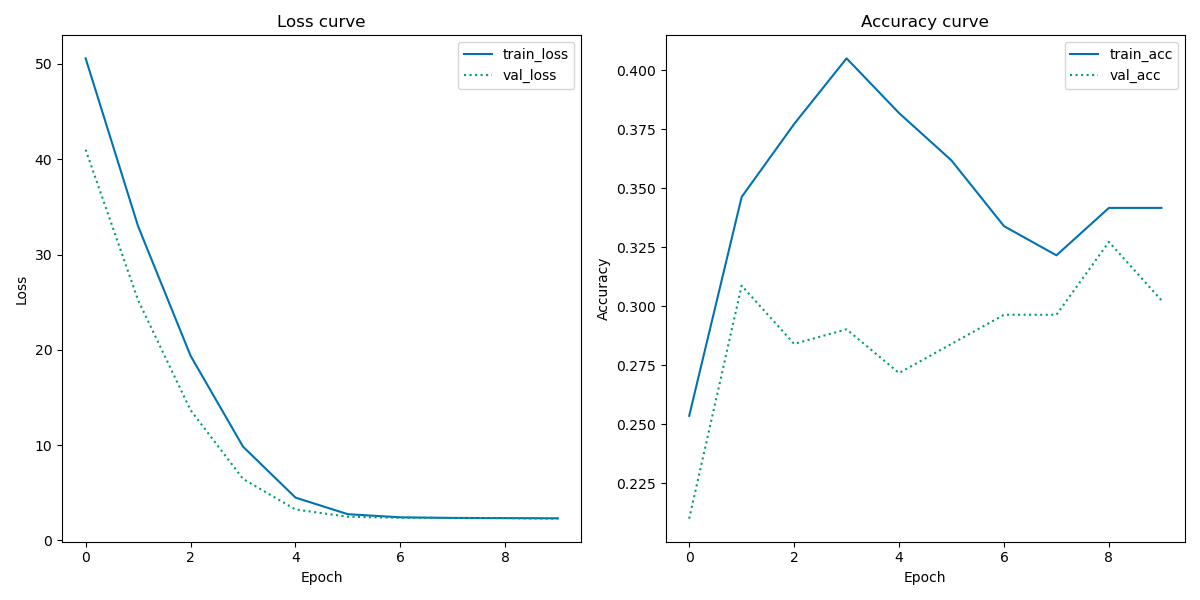 Loss curve
train_loss
val_loss
50
40
30
20
10
0
Loss
0 2 4 6 8
Epoch
Accuracy curve
train_acc
val_acc
0.400
0.375
0.350
0.325
0.300
0.275
0.250
0.225
Accuracy
0 2 4 6 8
Epoch